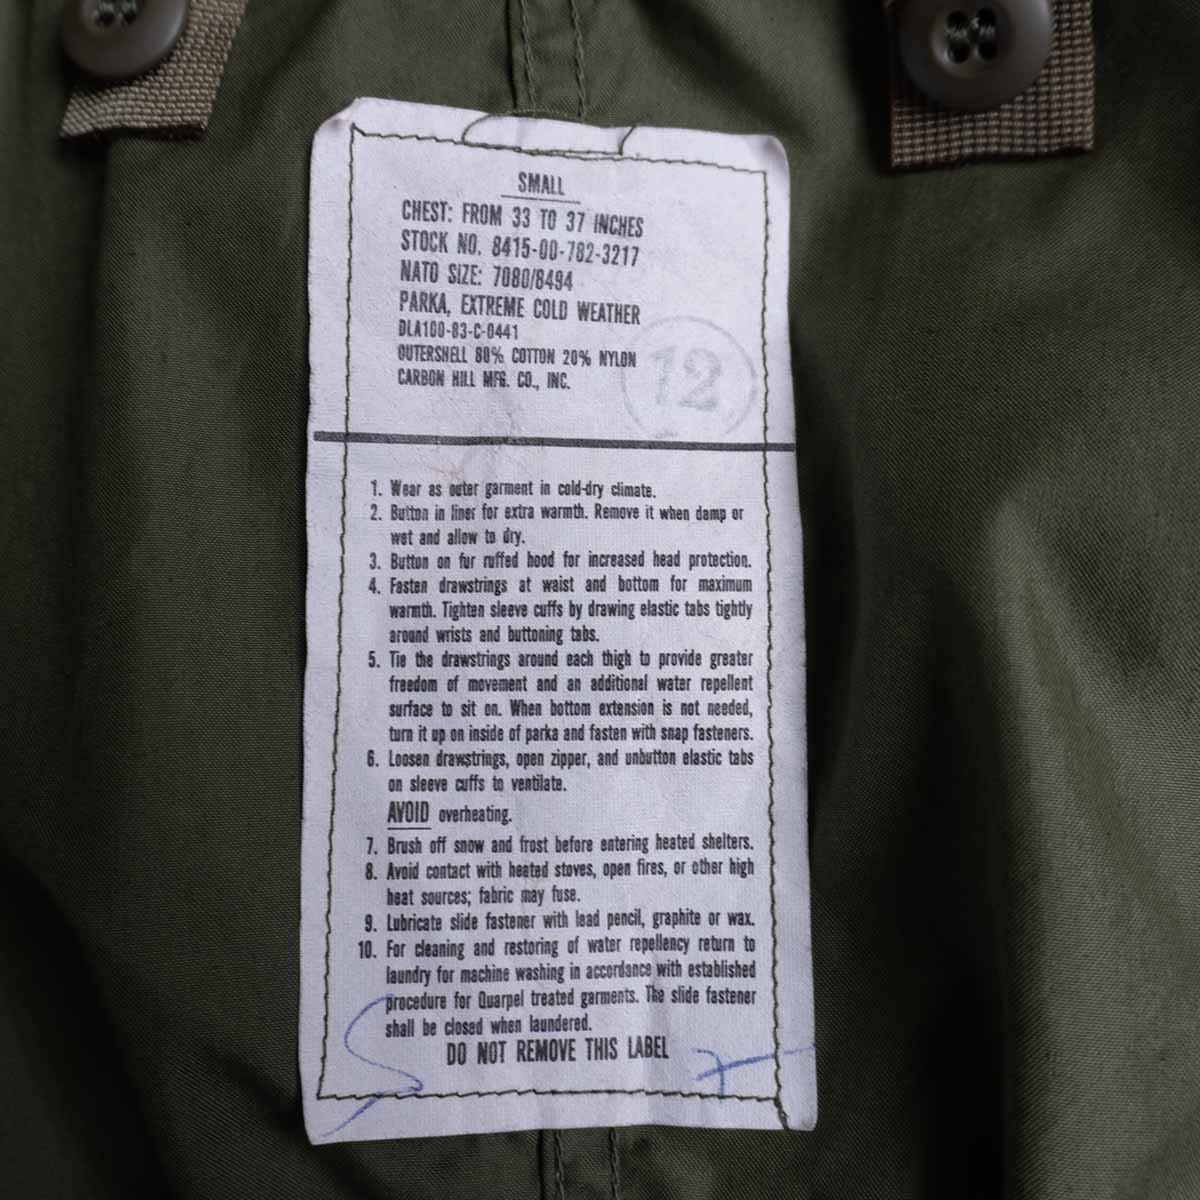 SMALL
CHEST: FROM 33 TO 37 INCHES
STOCK NO. 8415-00-782-3217
NATO SIZE: 7080/8494
PARKA, EXTREME COLD WEATHER
DLA100-83-C-0441
OUTERSHELL 80% COTTON 20% NYLON
CARBON HILL MFG. CO., INC.
12
1. Wear as outer garment in cold-dry climate.
2. Button in liner for extra warmth. Remove it when damp or
wet and allow to dry.
3. Button on fur ruffed hood for increased head protection.
4. Fasten drawstrings at waist and bottom for maximum
warmth. Tighten sleeve cuffs by drawing elastic tabs tightly
around wrists and buttoning tabs.
5. Tie the drawstrings around each thigh to provide greater
freedom of movement and an additional water repellent
surface to sit on. When bottom extension is not needed,
turn it up on inside of parka and fasten with snap fasteners.
6. Loosen drawstrings, open zipper, and unbutton elastic tabs
on sleeve cuffs to ventilate.
AVOID overheating.
7. Brush off snow and frost before entering heated shelters.
8. Avoid contact with heated stoves, open fires, or other high
heat sources; fabric may fuse.
9. Lubricate slide fastener with lead pencil, graphite or wax.
10. For cleaning and restoring of water repellency return to
laundry for machine washing in accordance with established
procedure for Quarpel treated garments. The slide fastener
shall be closed when laundered.
DO NOT REMOVE THIS LABEL